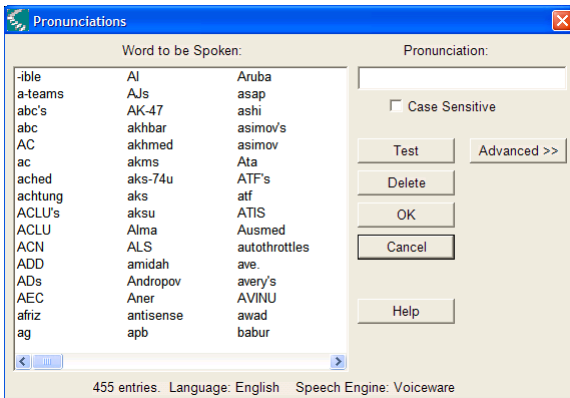 Pronunciations
Word to be Spoken:
Pronunciation:
-ible AI Aruba
a-teams AJs asap
abc's AK-47 ashi
abc akhbar asimov's
AC akhmed asimov
ac akms Ata
ached aks-74u ATF's
achtung aks atf
ACLU's aksu ATIS
ACLU Alma Ausmed
ACN ALS autothrottles
ADD amidah ave.
ADs Andropov avery's
AEC Aner AVINU
afriz antisense awad
ag apb babur
Case Sensitive
Test Advanced >>
Delete
OK
Cancel
Help
455 entries. Language: English Speech Engine: Voiceware